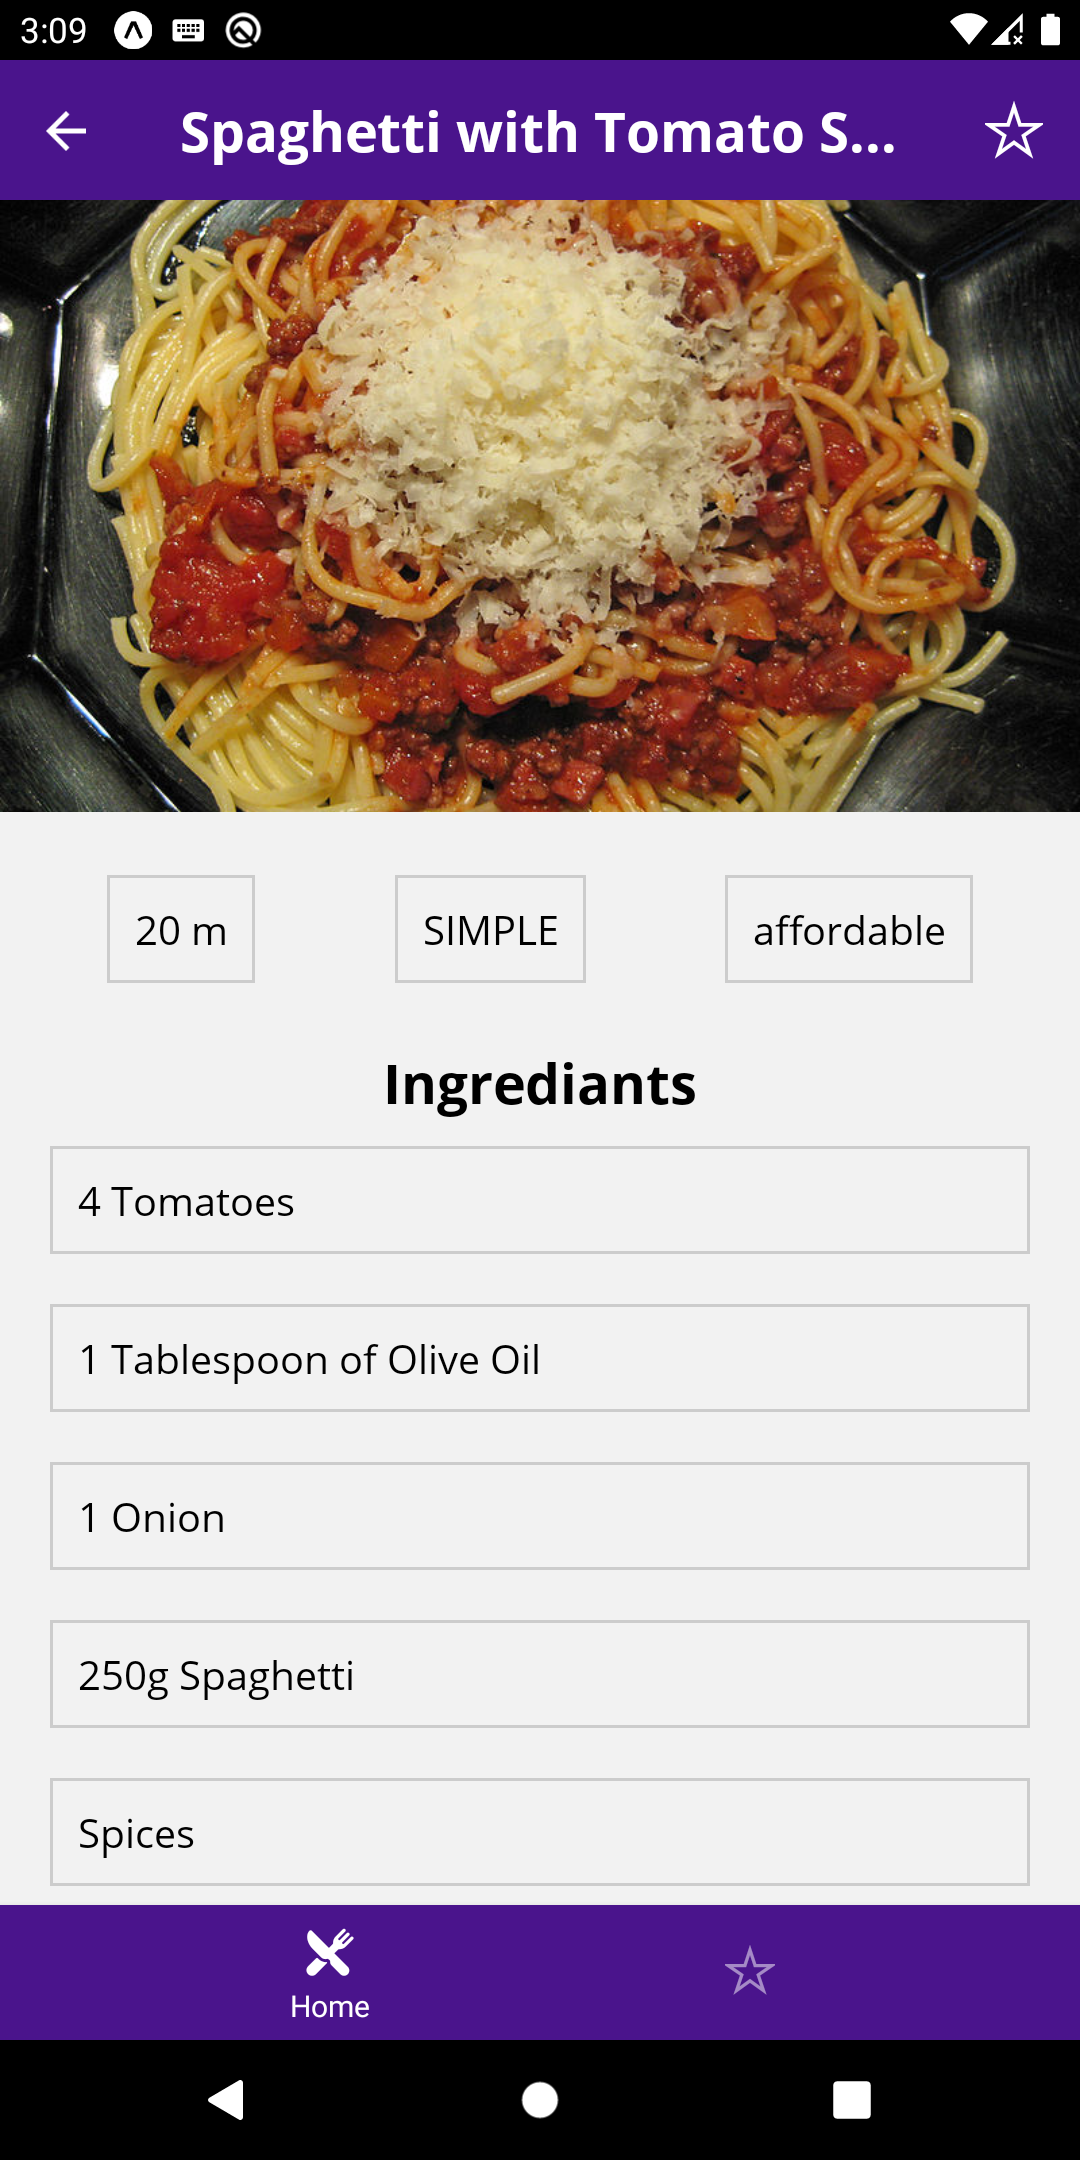 3:09
Spaghetti with Tomato S...
20 m
SIMPLE
affordable
Ingrediants
4 Tomatoes
1 Tablespoon of Olive Oil
1 Onion
250g Spaghetti
Spices
Home